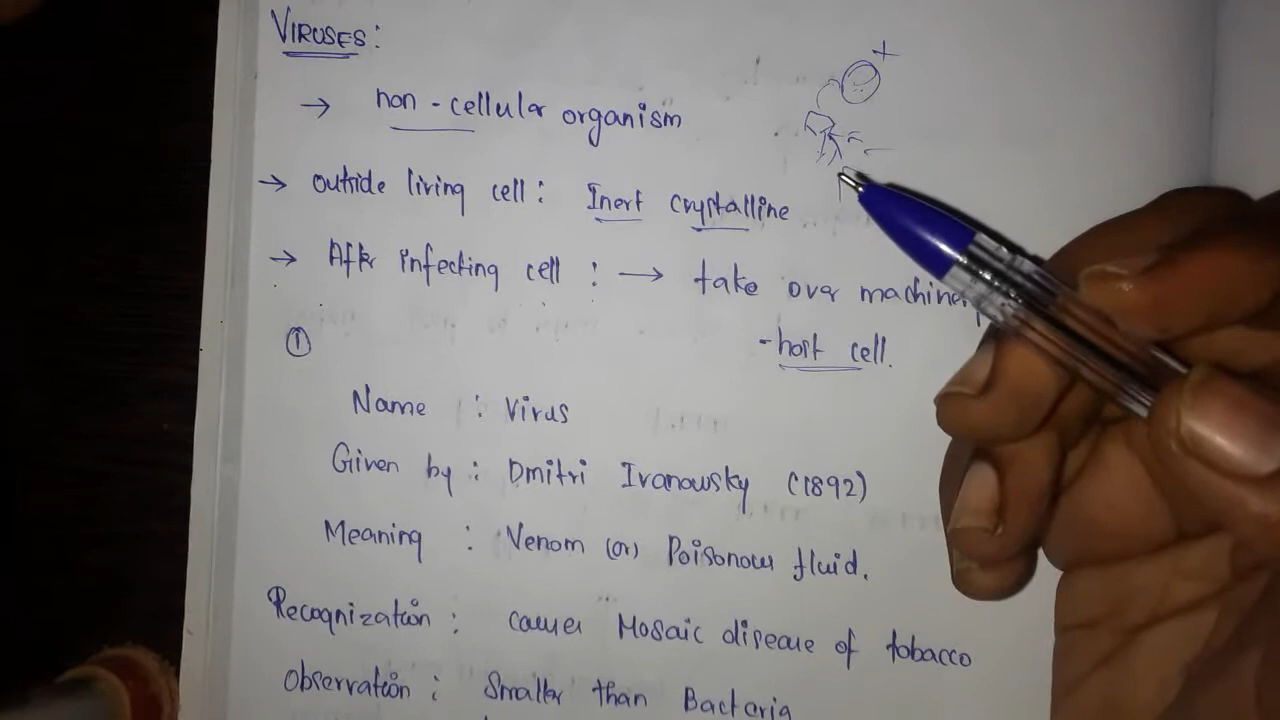 VIRUSES:
→ non-cellular organism
→ outside living cell: Inert crystalline
→ After infecting cell : → take over machinery
-host cell.
①
Name : Virus
Given by: Dmitri Ivanowsky (1892)
Meaning : Venom (or) Poisonous fluid.
Recognization : causes Mosaic disease of tobacco
Observation : Smaller than Bacteria